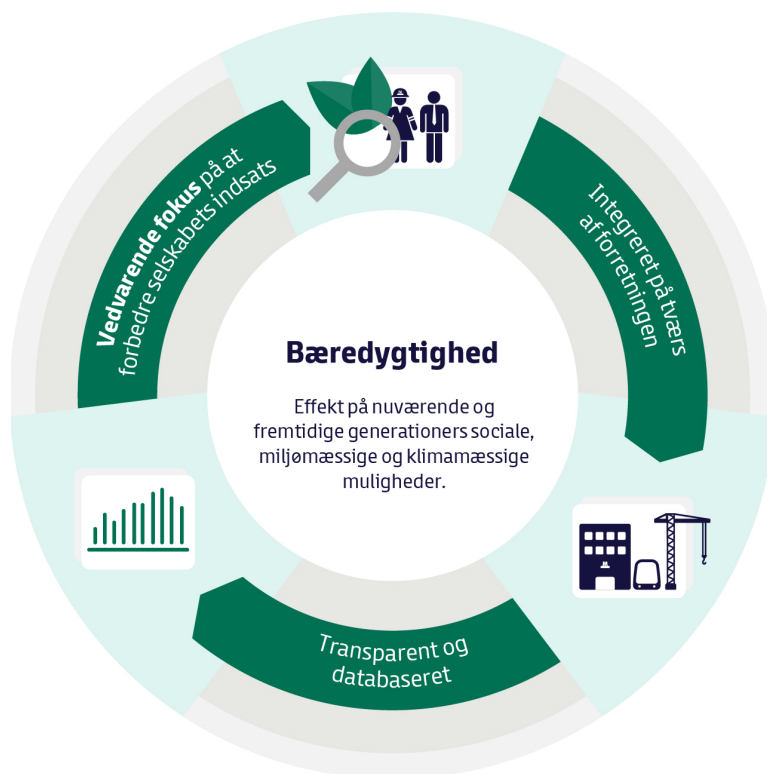 Vedvarende fokus på at
forbedre selskabets indsats
Integreret på tværs
af forretningen
Bæredygtighed
Effekt på nuværende og
fremtidige generationers sociale,
miljømæssige og klimamæssige
muligheder.
Transparent og
databaseret